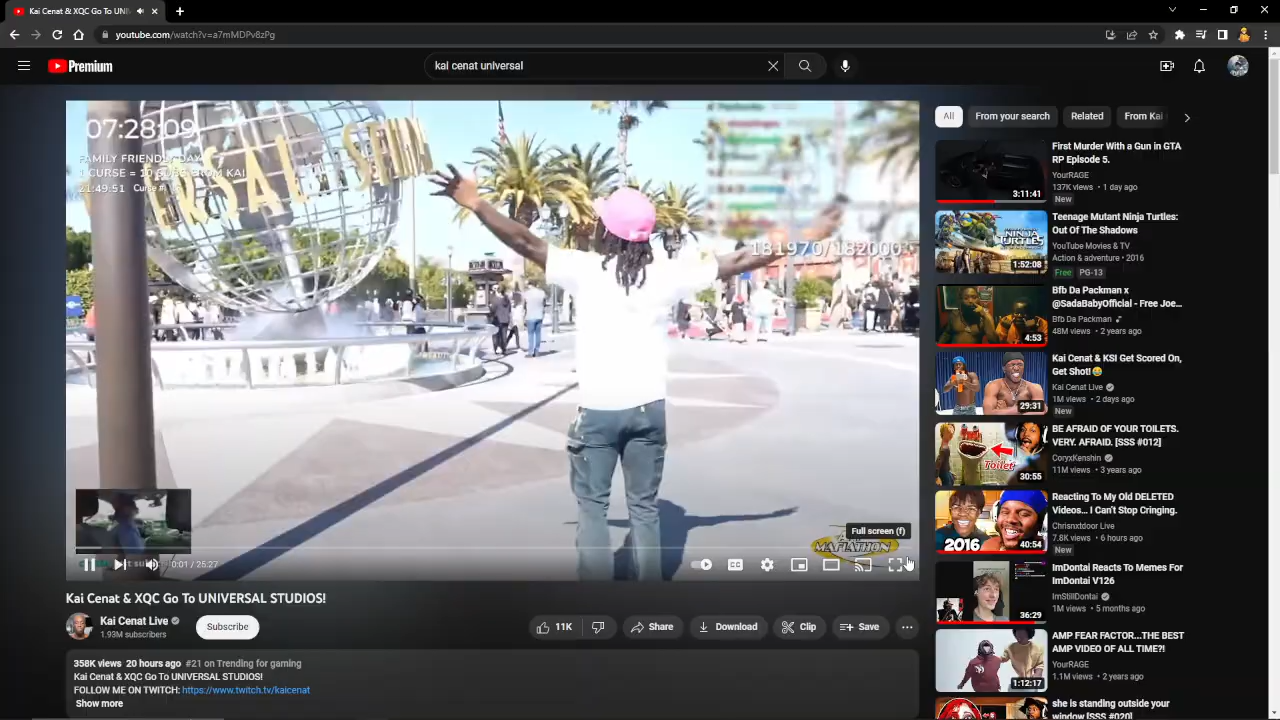 Kai Cenat & XQC Go To UNI
youtube.com/watch?v=a7mMDPv8zPg
Premium
kai cenat universal
07:28:09
FAMILY FRIENDLY DAY
1 CURSE = 10 SUBS FROM KAI
21:49:51 Curse #:
181970/182000
MARATHON
Full screen (f)
0:01 / 25:27
Kai Cenat & XQC Go To UNIVERSAL STUDIOS!
Kai Cenat Live
1.93M subscribers
Subscribe
11K
Share
Download
Clip
Save
358K views 20 hours ago #21 on Trending for gaming
Kai Cenat & XQC Go To UNIVERSAL STUDIOS!
FOLLOW ME ON TWITCH: https://www.twitch.tv/kaicenat
Show more
All
From your search
Related
From Kai
First Murder With a Gun in GTA
RP Episode 5.
YourRAGE
137K views • 1 day ago
New
3:11:41
Teenage Mutant Ninja Turtles:
Out Of The Shadows
YouTube Movies & TV
Action & adventure • 2016
Free PG-13
NINJA
TURTLES
1:52:08
Bfb Da Packman x
@SadaBabyOfficial - Free Joe...
Bfb Da Packman
48M views • 2 years ago
4:53
Kai Cenat & KSI Get Scored On,
Get Shot!😂
Kai Cenat Live
1M views • 2 days ago
New
29:31
BE AFRAID OF YOUR TOILETS.
VERY. AFRAID. [SSS #012]
CoryxKenshin
11M views • 3 years ago
Toilet
30:55
Reacting To My Old DELETED
Videos... I Can't Stop Cringing.
Chrisnxtdoor Live
7.8K views • 6 hours ago
New
2016
40:54
ImDontai Reacts To Memes For
ImDontai V126
ImStillDontai
1M views • 5 months ago
36:29
AMP FEAR FACTOR...THE BEST
AMP VIDEO OF ALL TIME?!
YourRAGE
1.1M views • 2 years ago
1:12:17
she is standing outside your
window [SSS #020]